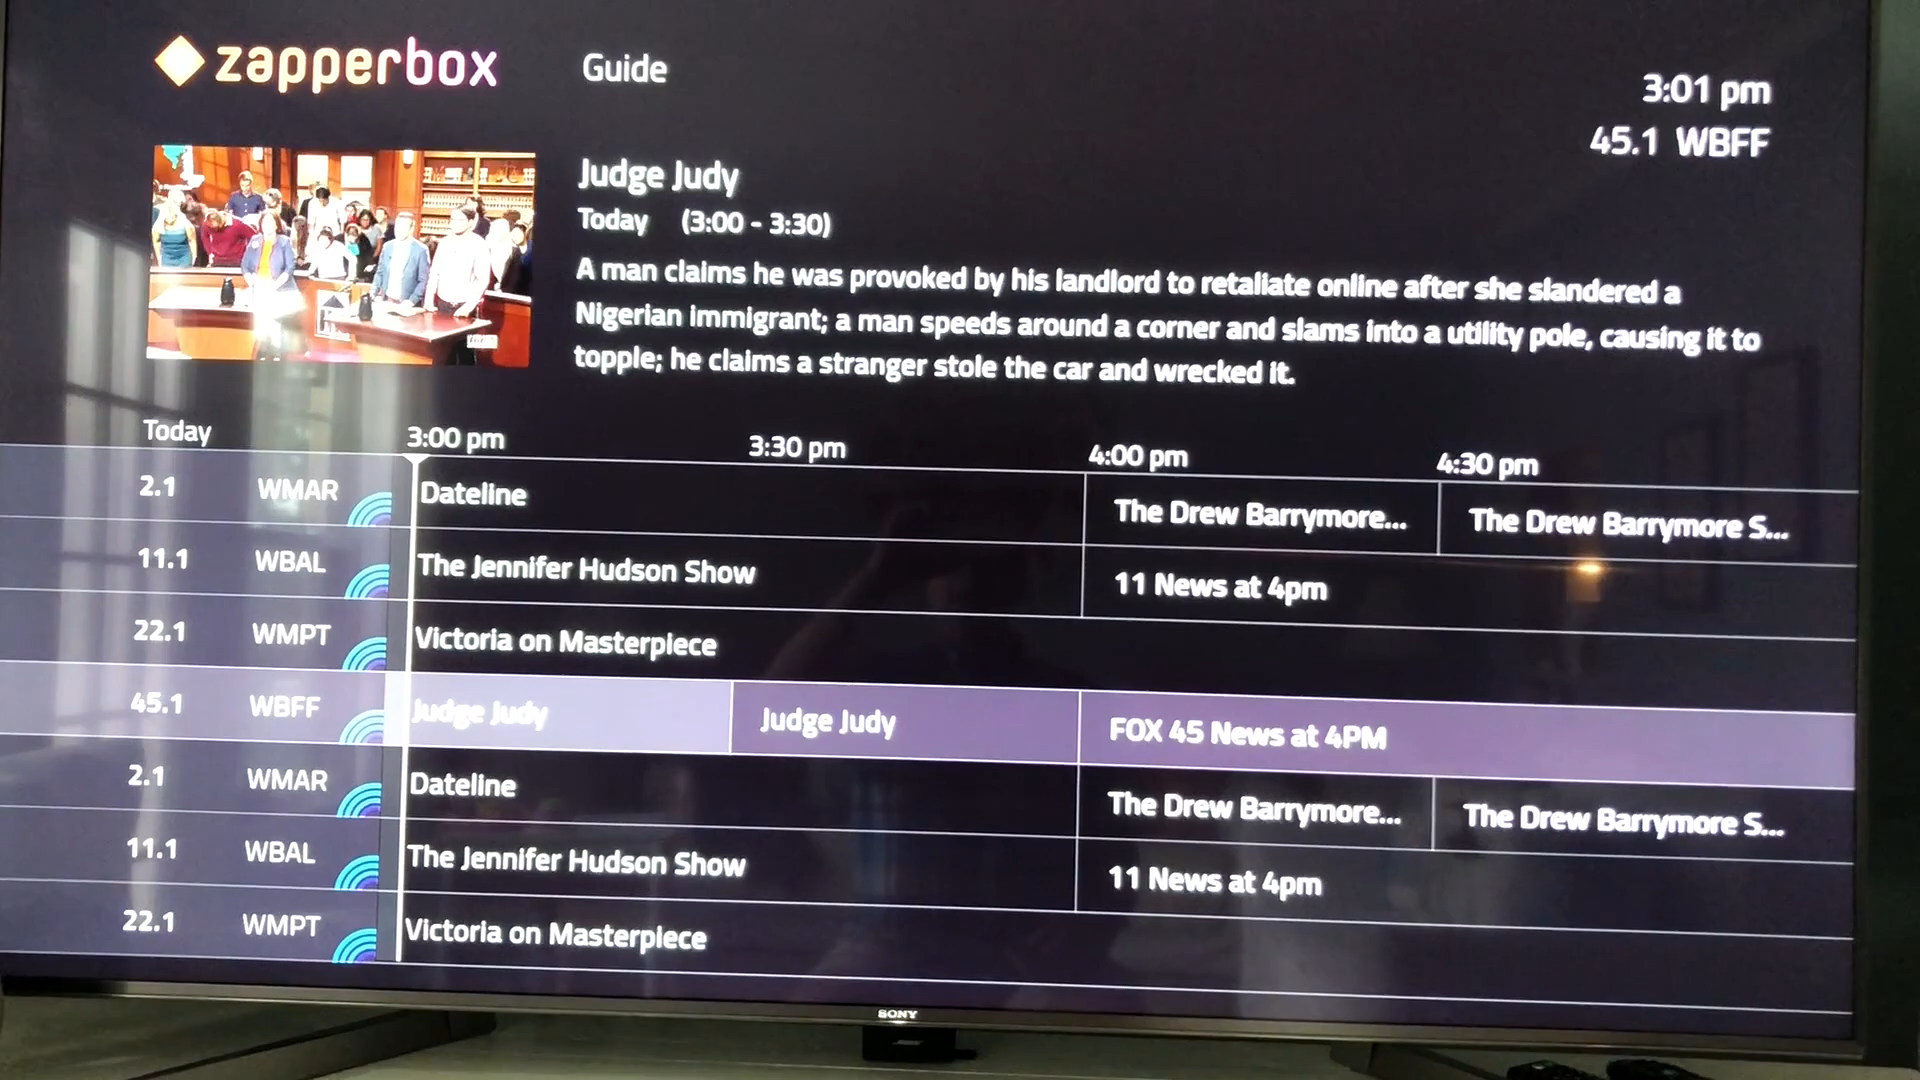 zapperbox
Guide
3:01 pm
45.1 WBFF
Judge Judy
Today (3:00 - 3:30)
A man claims he was provoked by his landlord to retaliate online after she slandered a
Nigerian immigrant; a man speeds around a corner and slams into a utility pole, causing it to
topple; he claims a stranger stole the car and wrecked it.
Today 3:00 pm 3:30 pm 4:00 pm 4:30 pm
2.1 WMAR Dateline The Drew Barrymore... The Drew Barrymore S...
11.1 WBAL The Jennifer Hudson Show 11 News at 4pm
22.1 WMPT Victoria on Masterpiece
45.1 WBFF Judge Judy Judge Judy FOX 45 News at 4PM
2.1 WMAR Dateline The Drew Barrymore... The Drew Barrymore S...
11.1 WBAL The Jennifer Hudson Show 11 News at 4pm
22.1 WMPT Victoria on Masterpiece
SONY